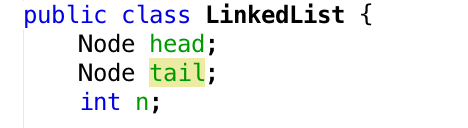 public class LinkedList {
    Node head;
    Node tail;
    int n;